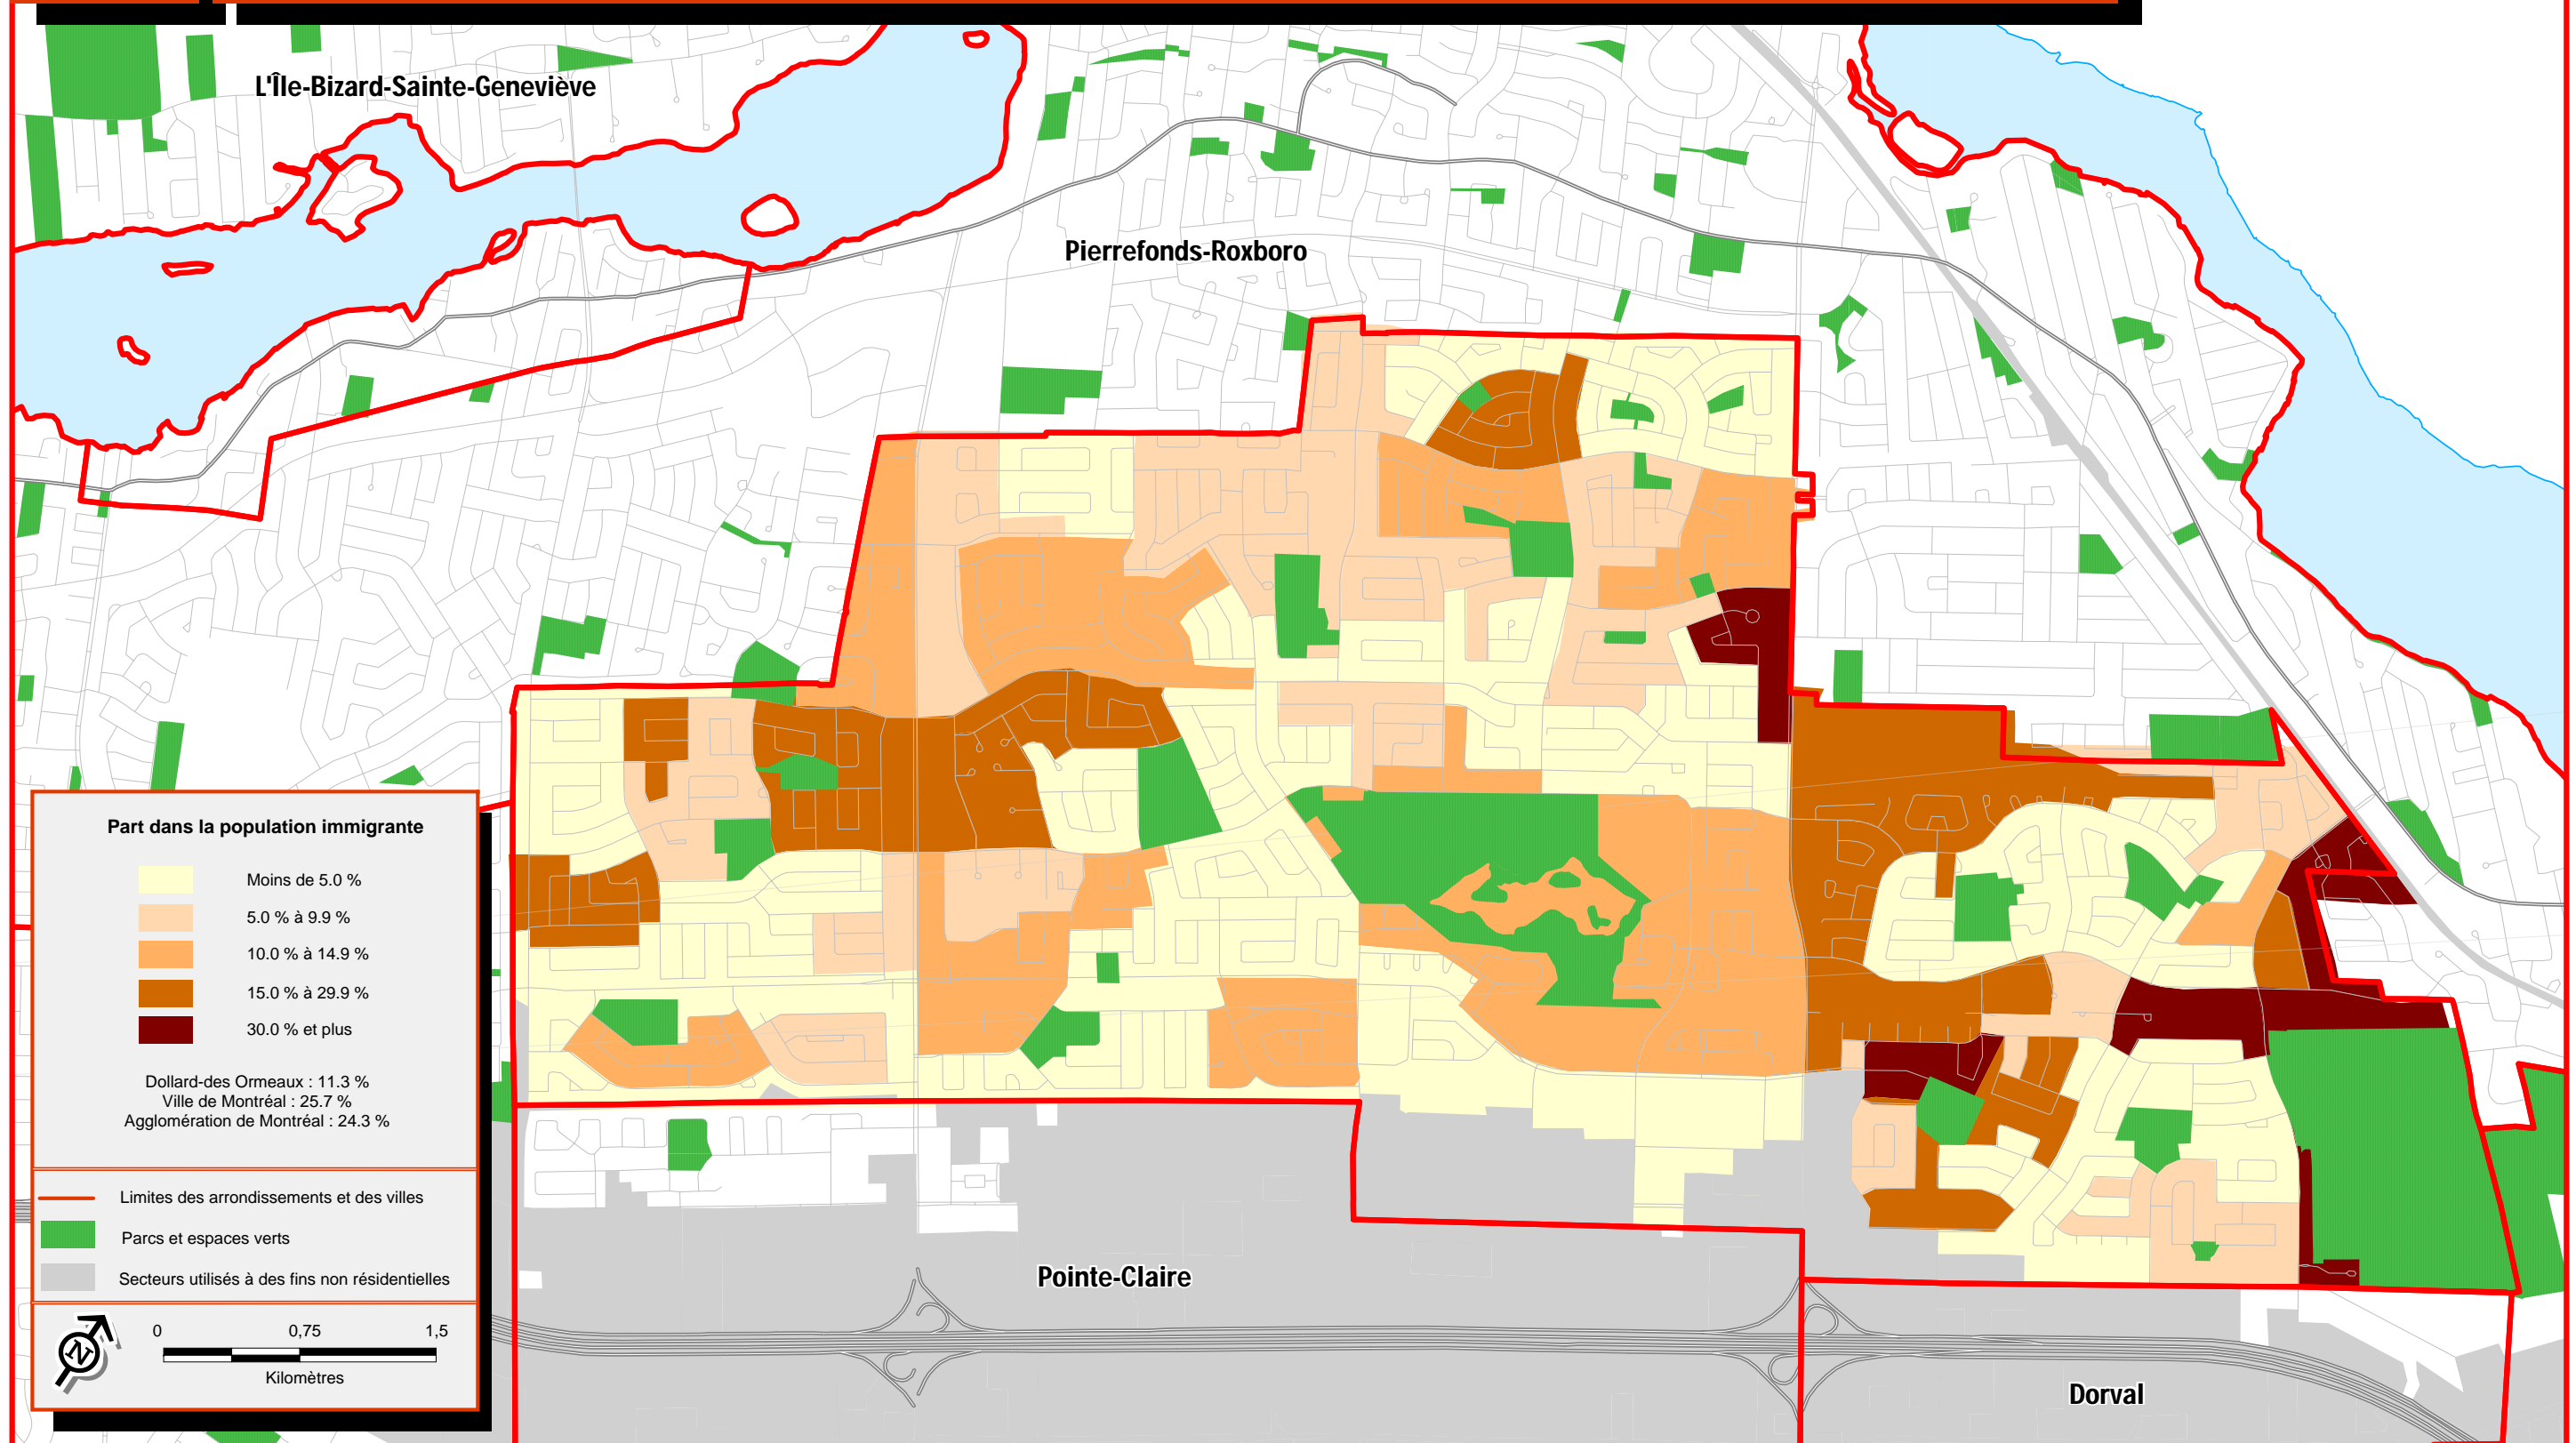 L'Île-Bizard-Sainte-Geneviève
Pierrefonds-Roxboro
Part dans la population immigrante
Moins de 5.0 %
5.0 % à 9.9 %
10.0 % à 14.9 %
15.0 % à 29.9 %
30.0 % et plus
Dollard-des Ormeaux : 11.3 %
Ville de Montréal : 25.7 %
Agglomération de Montréal : 24.3 %
Limites des arrondissements et des villes
Parcs et espaces verts
Secteurs utilisés à des fins non résidentielles
N
0 0,75 1,5
Kilomètres
Pointe-Claire
Dorval